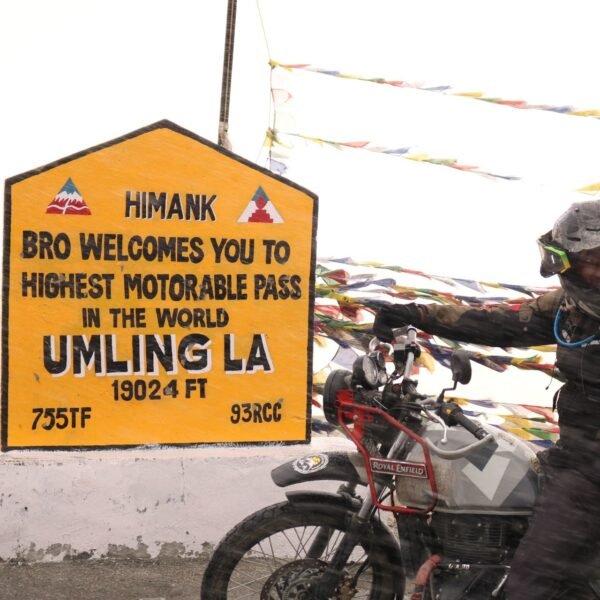 HIMANK
BRO WELCOMES YOU TO
HIGHEST MOTORABLE PASS
IN THE WORLD
UMLING LA
19024 FT
755TF 93RCC
ROYAL ENFIELD